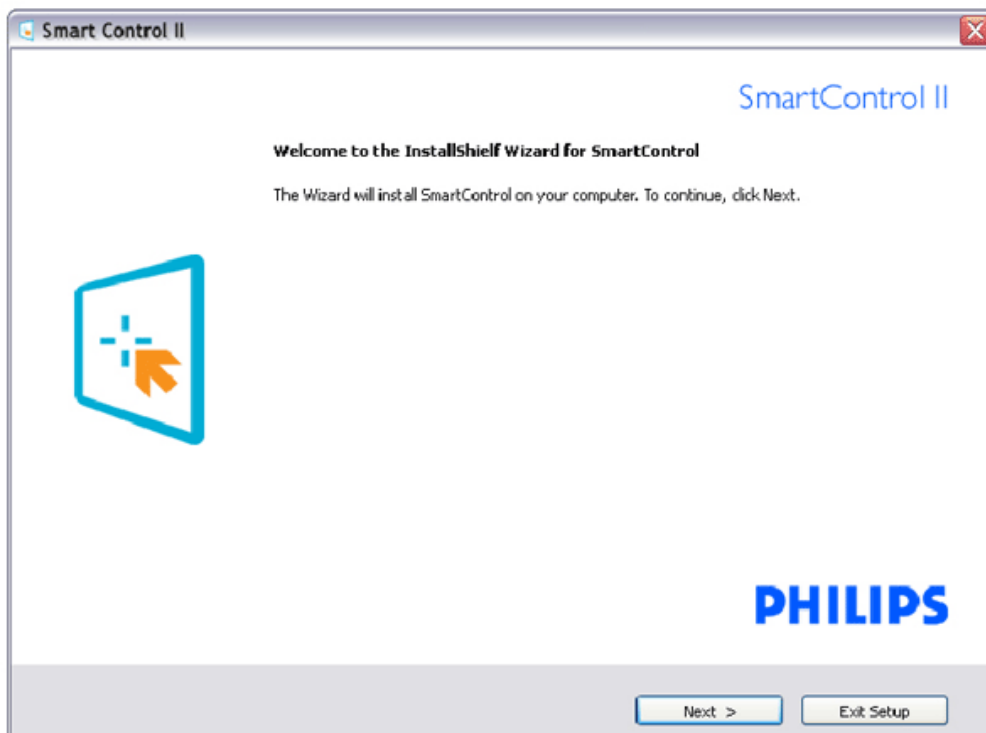 Smart Control II
SmartControl II
Welcome to the InstallShielf Wizard for SmartControl
The Wizard will install SmartControl on your computer. To continue, click Next.
PHILIPS
Next >
Exit Setup